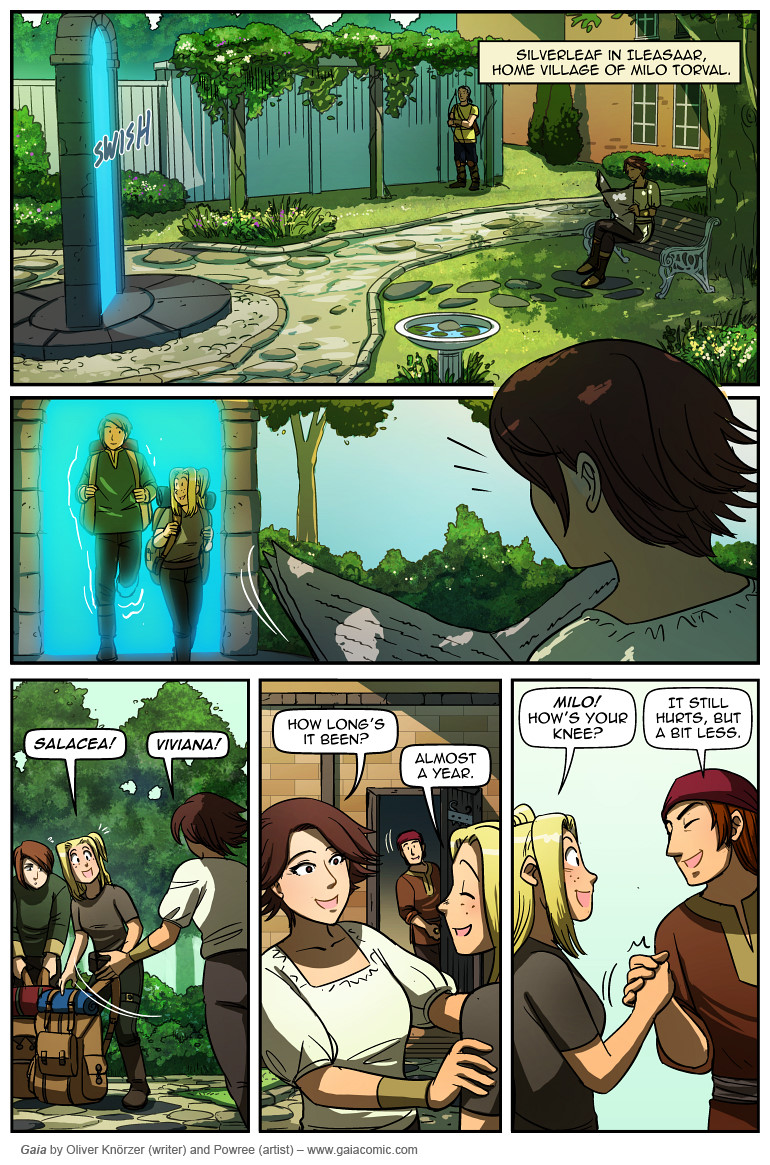 SILVERLEAF IN ILEASAAR,
HOME VILLAGE OF MILO TORVAL.
SWISH
SALACEA!
VIVIANA!
HOW LONG'S
IT BEEN?
ALMOST
A YEAR.
MILO!
HOW'S YOUR
KNEE?
IT STILL
HURTS, BUT
A BIT LESS.
Gaia by Oliver Knörzer (writer) and Powree (artist) – www.gaiacomic.com